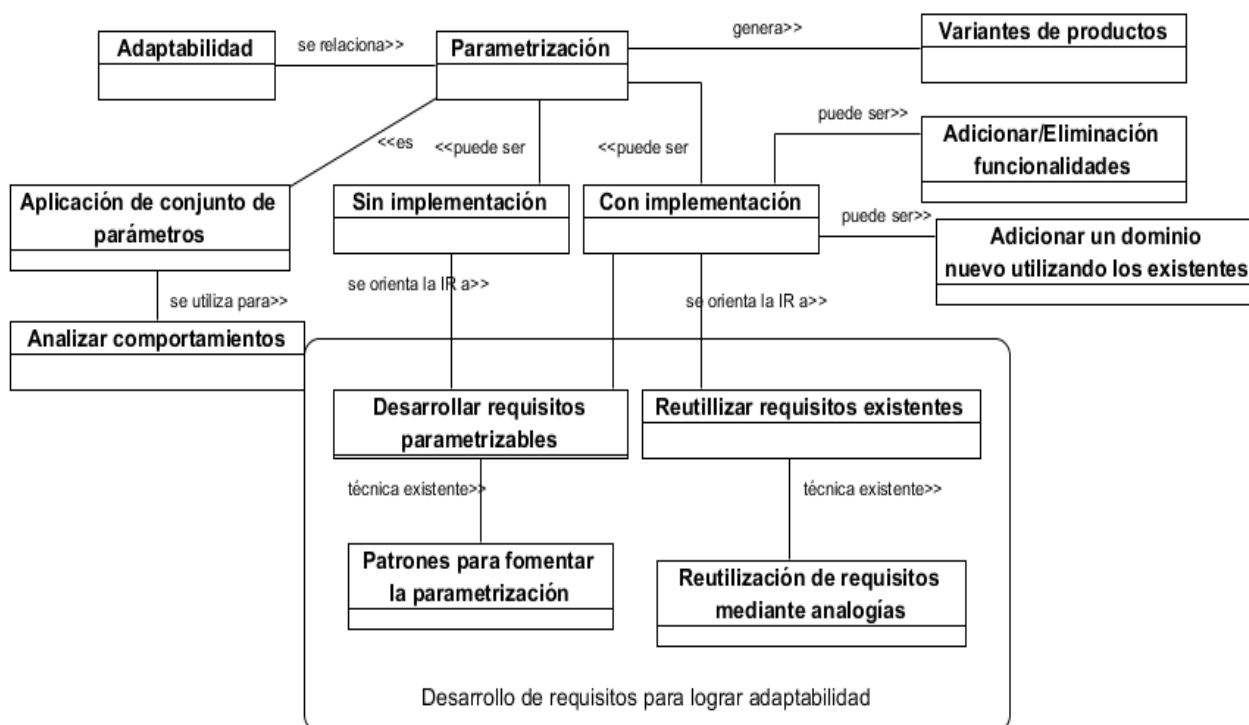 Adaptabilidad
se relaciona>>
Parametrización
genera>>
Variantes de productos
<<es
<<puede ser
<<puede ser
puede ser>>
Adicionar/Eliminación
funcionalidades
Aplicación de conjunto de
parámetros
Sin implementación
Con implementación
puede ser>>
Adicionar un dominio
nuevo utilizando los existentes
se utiliza para>>
se orienta la IR a>>
se orienta la IR a>>
Analizar comportamientos
Desarrollar requisitos
parametrizables
Reutillizar requisitos existentes
técnica existente>>
técnica existente>>
Patrones para fomentar
la parametrización
Reutilización de requisitos
mediante analogías
Desarrollo de requisitos para lograr adaptabilidad